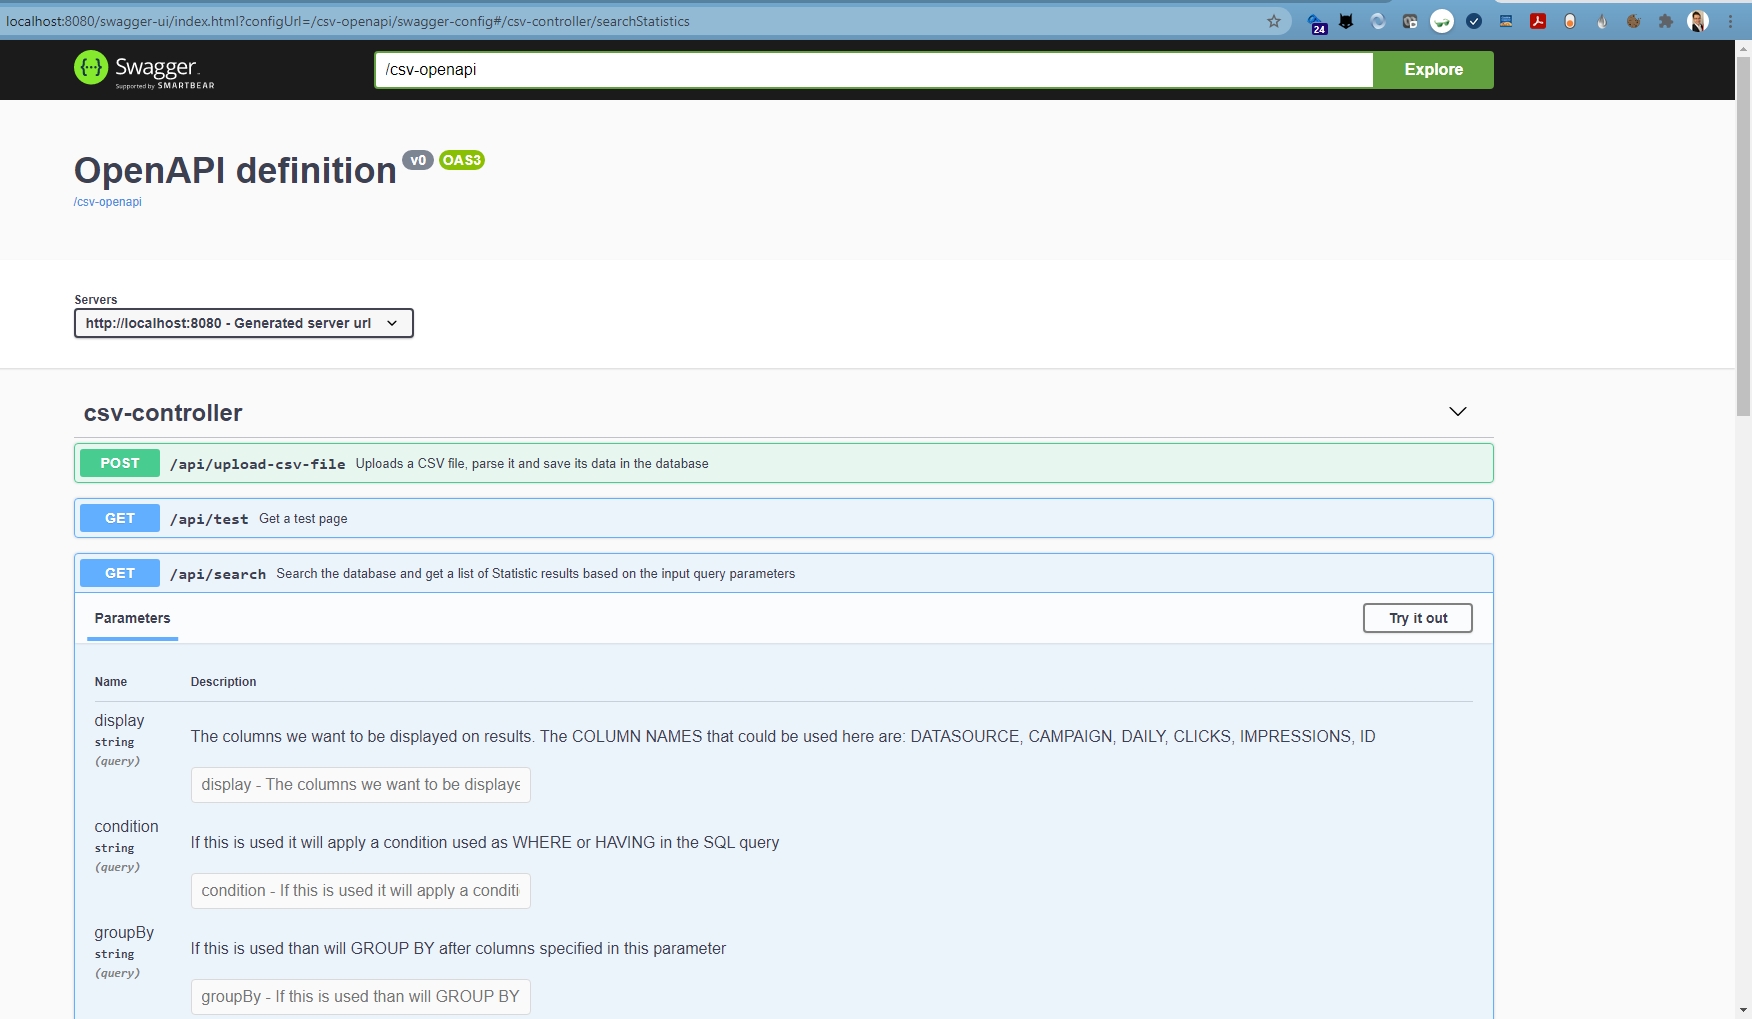 localhost:8080/swagger-ui/index.html?configUrl=/csv-openapi/swagger-config#/csv-controller/searchStatistics
24
{··} Swagger.
Supported by SMARTBEAR
/csv-openapi
Explore
OpenAPI definition v0 OAS3
/csv-openapi
Servers
http://localhost:8080 - Generated server url
csv-controller
POST /api/upload-csv-file Uploads a CSV file, parse it and save its data in the database
GET /api/test Get a test page
GET /api/search Search the database and get a list of Statistic results based on the input query parameters
Parameters
Try it out
Name Description
display
string
(query)
The columns we want to be displayed on results. The COLUMN NAMES that could be used here are: DATASOURCE, CAMPAIGN, DAILY, CLICKS, IMPRESSIONS, ID
display - The columns we want to be displaye
condition
string
(query)
If this is used it will apply a condition used as WHERE or HAVING in the SQL query
condition - If this is used it will apply a conditi
groupBy
string
(query)
If this is used than will GROUP BY after columns specified in this parameter
groupBy - If this is used than will GROUP BY